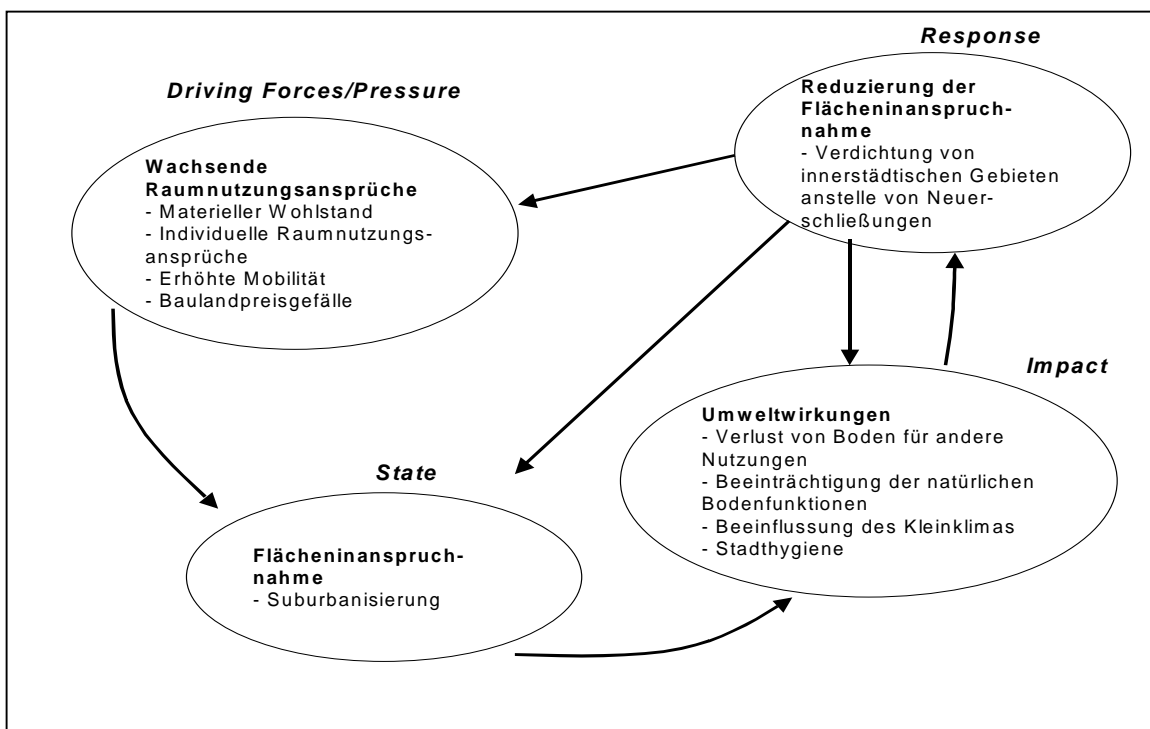 Response
Driving Forces/Pressure
Reduzierung der
Flächeninanspruch-
nahme
- Verdichtung von
innerstädtischen Gebieten
anstelle von Neuer-
schließungen
Wachsende
Raumnutzungsansprüche
- Materieller Wohlstand
- Individuelle Raumnutzungs-
ansprüche
- Erhöhte Mobilität
- Baulandpreisgefälle
Impact
Umweltwirkungen
- Verlust von Boden für andere
Nutzungen
- Beeinträchtigung der natürlichen
Bodenfunktionen
- Beeinflussung des Kleinklimas
- Stadthygiene
State
Flächeninanspruch-
nahme
- Suburbanisierung